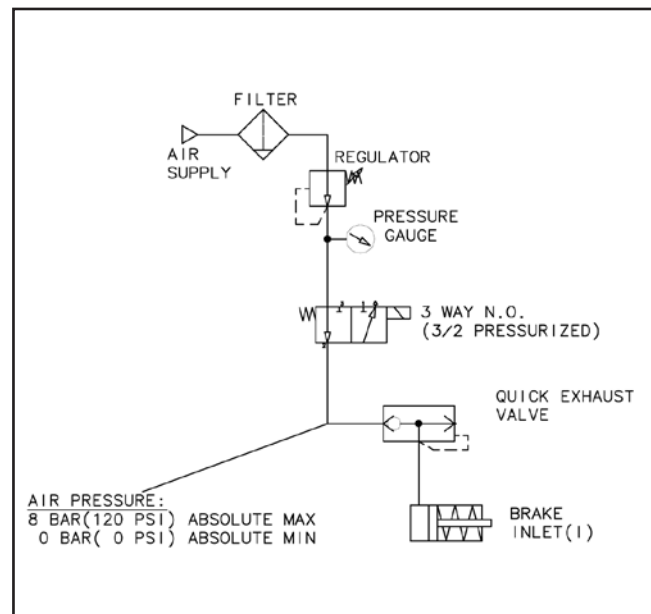 FILTER
AIR
SUPPLY
REGULATOR
PRESSURE
GAUGE
3 WAY N.O.
(3/2 PRESSURIZED)
QUICK EXHAUST
VALVE
AIR PRESSURE:
8 BAR(120 PSI) ABSOLUTE MAX
0 BAR( 0 PSI) ABSOLUTE MIN
BRAKE
INLET(1)